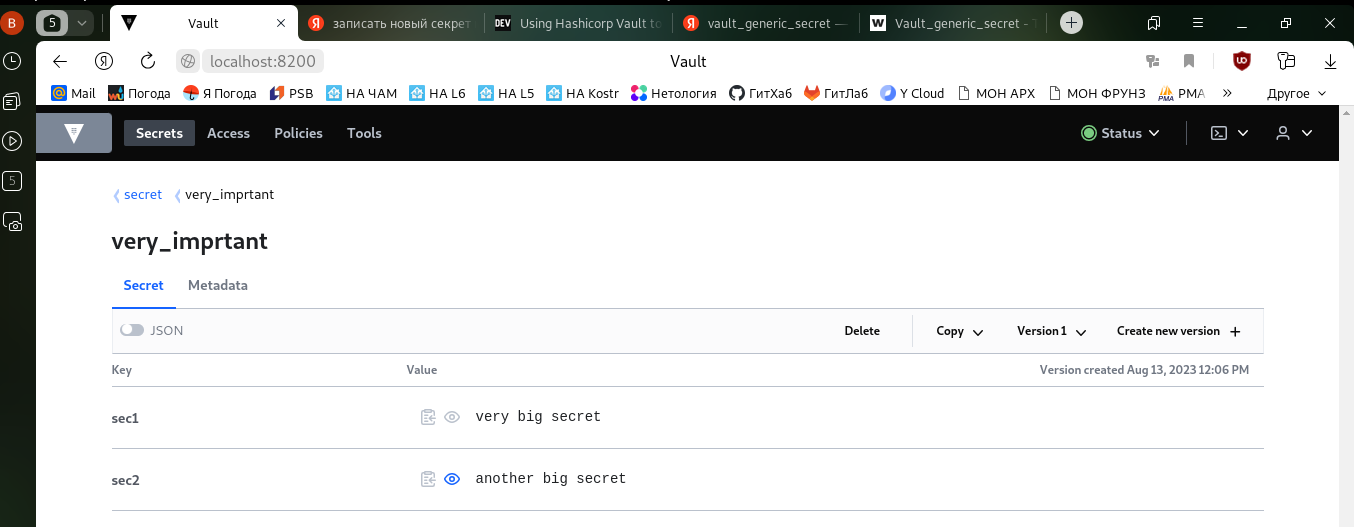 В 5 Vault записать новый секрет DEV Using Hashicorp Vault to Я vault_generic_secret — W Vault_generic_secret - T
localhost:8200 Vault
Mail Погода Я Погода PSB НА ЧАМ НА L6 НА L5 НА Kostr Нетология ГитХаб ГитЛаб Y Cloud МОН АРХ МОН ФРУНЗ PMA Другое
Secrets Access Policies Tools Status
5
secret very_imprtant
very_imprtant
Secret Metadata
JSON Delete Copy Version 1 Create new version
Key Value Version created Aug 13, 2023 12:06 PM
sec1 very big secret
sec2 another big secret